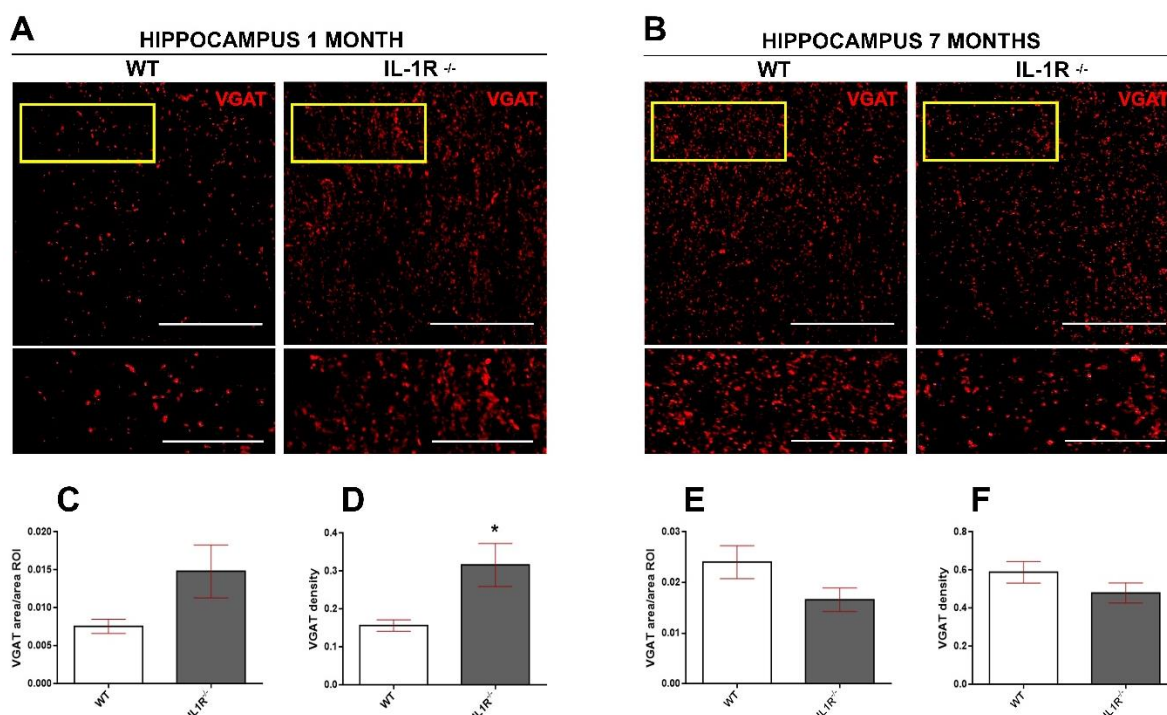 A
HIPPOCAMPUS 1 MONTH
WT
IL-1R -/-
VGAT
VGAT
B
HIPPOCAMPUS 7 MONTHS
WT
IL-1R -/-
VGAT
VGAT
C
VGAT area/area ROI
0.020
0.015
0.010
0.005
0.000
WT
IL1R-/-
D
VGAT density
0.4
0.3
0.2
0.1
0.0
*
WT
IL1R-/-
E
VGAT area/area ROI
0.03
0.02
0.01
0.00
WT
IL1R-/-
F
VGAT density
0.8
0.6
0.4
0.2
0.0
WT
IL1R-/-